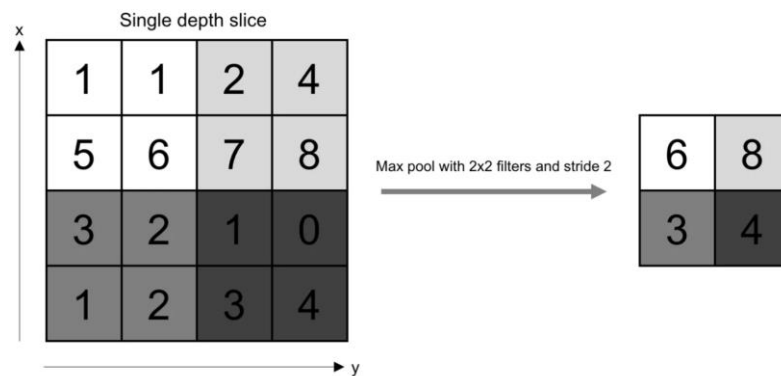 Single depth slice
x
1 1 2 4
5 6 7 8
3 2 1 0
1 2 3 4
y
Max pool with 2x2 filters and stride 2
6 8
3 4